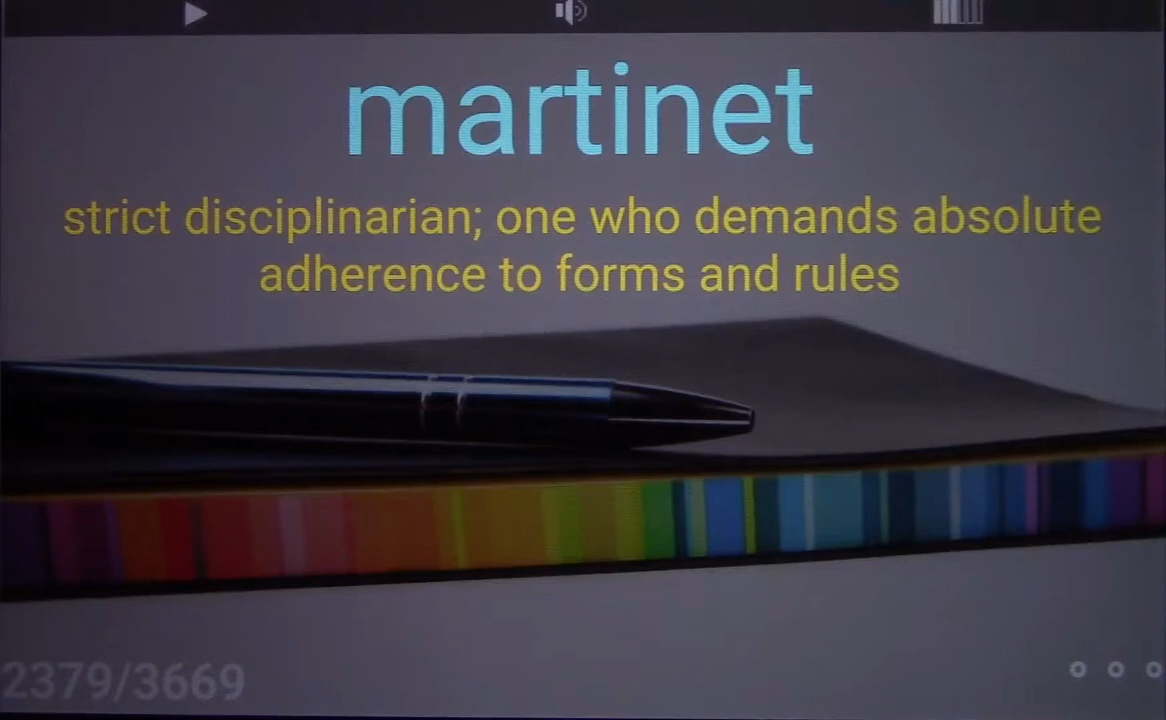 martinet
strict disciplinarian; one who demands absolute
adherence to forms and rules
2379/3669